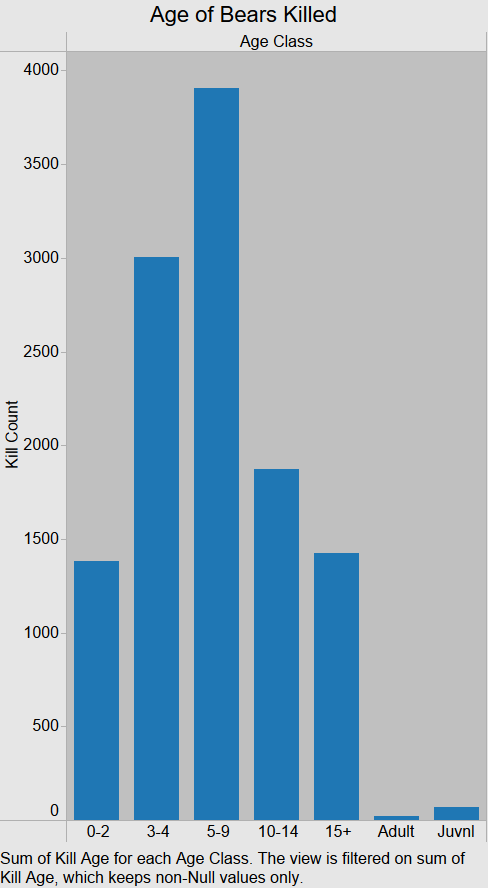 Age of Bears Killed
Age Class
4000
3500
3000
2500
2000
1500
1000
500
0
Kill Count
0-2 3-4 5-9 10-14 15+ Adult Juvnl
Sum of Kill Age for each Age Class. The view is filtered on sum of
Kill Age, which keeps non-Null values only.